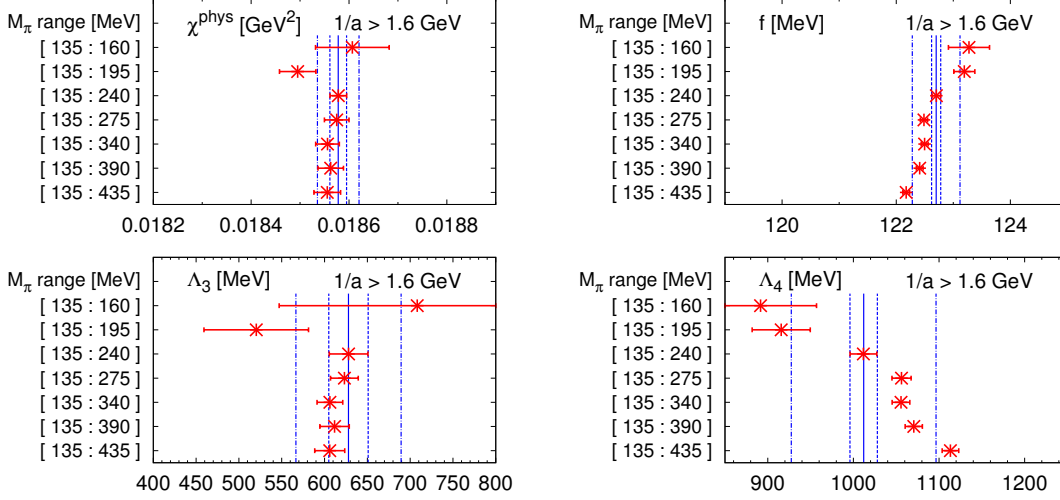 M_π range [MeV] χ^phys [GeV²] 1/a > 1.6 GeV
[ 135 : 160 ]
[ 135 : 195 ]
[ 135 : 240 ]
[ 135 : 275 ]
[ 135 : 340 ]
[ 135 : 390 ]
[ 135 : 435 ]
0.0182 0.0184 0.0186 0.0188
M_π range [MeV] f [MeV] 1/a > 1.6 GeV
[ 135 : 160 ]
[ 135 : 195 ]
[ 135 : 240 ]
[ 135 : 275 ]
[ 135 : 340 ]
[ 135 : 390 ]
[ 135 : 435 ]
120 122 124
M_π range [MeV] Λ_3 [MeV] 1/a > 1.6 GeV
[ 135 : 160 ]
[ 135 : 195 ]
[ 135 : 240 ]
[ 135 : 275 ]
[ 135 : 340 ]
[ 135 : 390 ]
[ 135 : 435 ]
400 450 500 550 600 650 700 750 800
M_π range [MeV] Λ_4 [MeV] 1/a > 1.6 GeV
[ 135 : 160 ]
[ 135 : 195 ]
[ 135 : 240 ]
[ 135 : 275 ]
[ 135 : 340 ]
[ 135 : 390 ]
[ 135 : 435 ]
900 1000 1100 1200